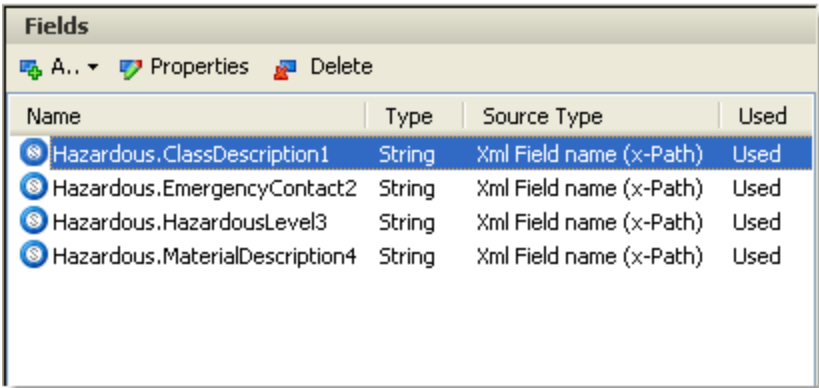 Fields
A.. Properties Delete
Name Type Source Type Used
Hazardous.ClassDescription1 String Xml Field name (x-Path) Used
Hazardous.EmergencyContact2 String Xml Field name (x-Path) Used
Hazardous.HazardousLevel3 String Xml Field name (x-Path) Used
Hazardous.MaterialDescription4 String Xml Field name (x-Path) Used